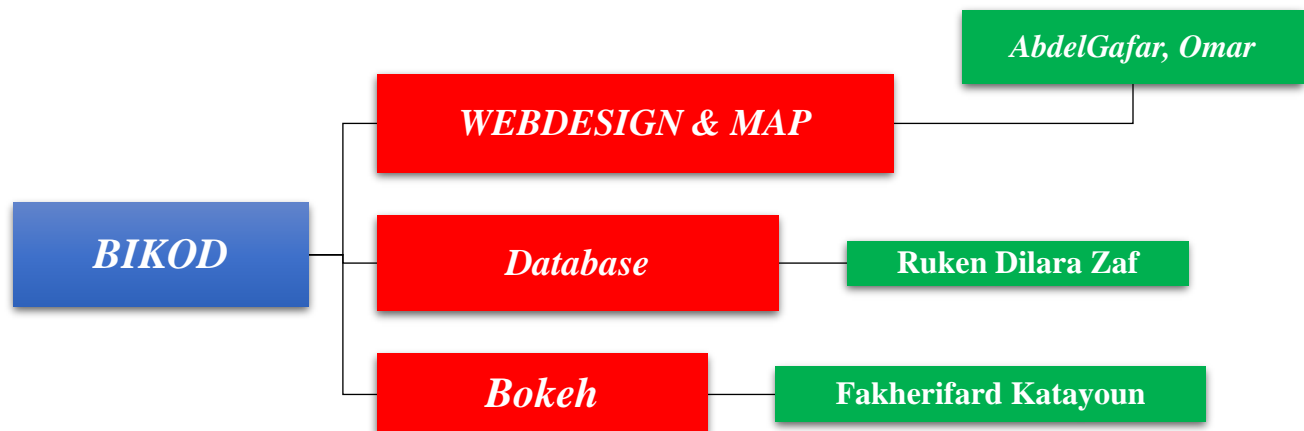 AbdelGafar, Omar
WEBDESIGN & MAP
BIKOD
Database
Ruken Dilara Zaf
Bokeh
Fakherifard Katayoun